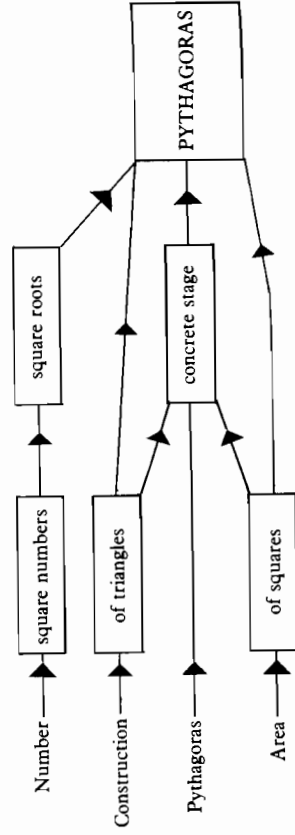 Number
square numbers
square roots
Construction
of triangles
Pythagoras
concrete stage
PYTHAGORAS
Area
of squares